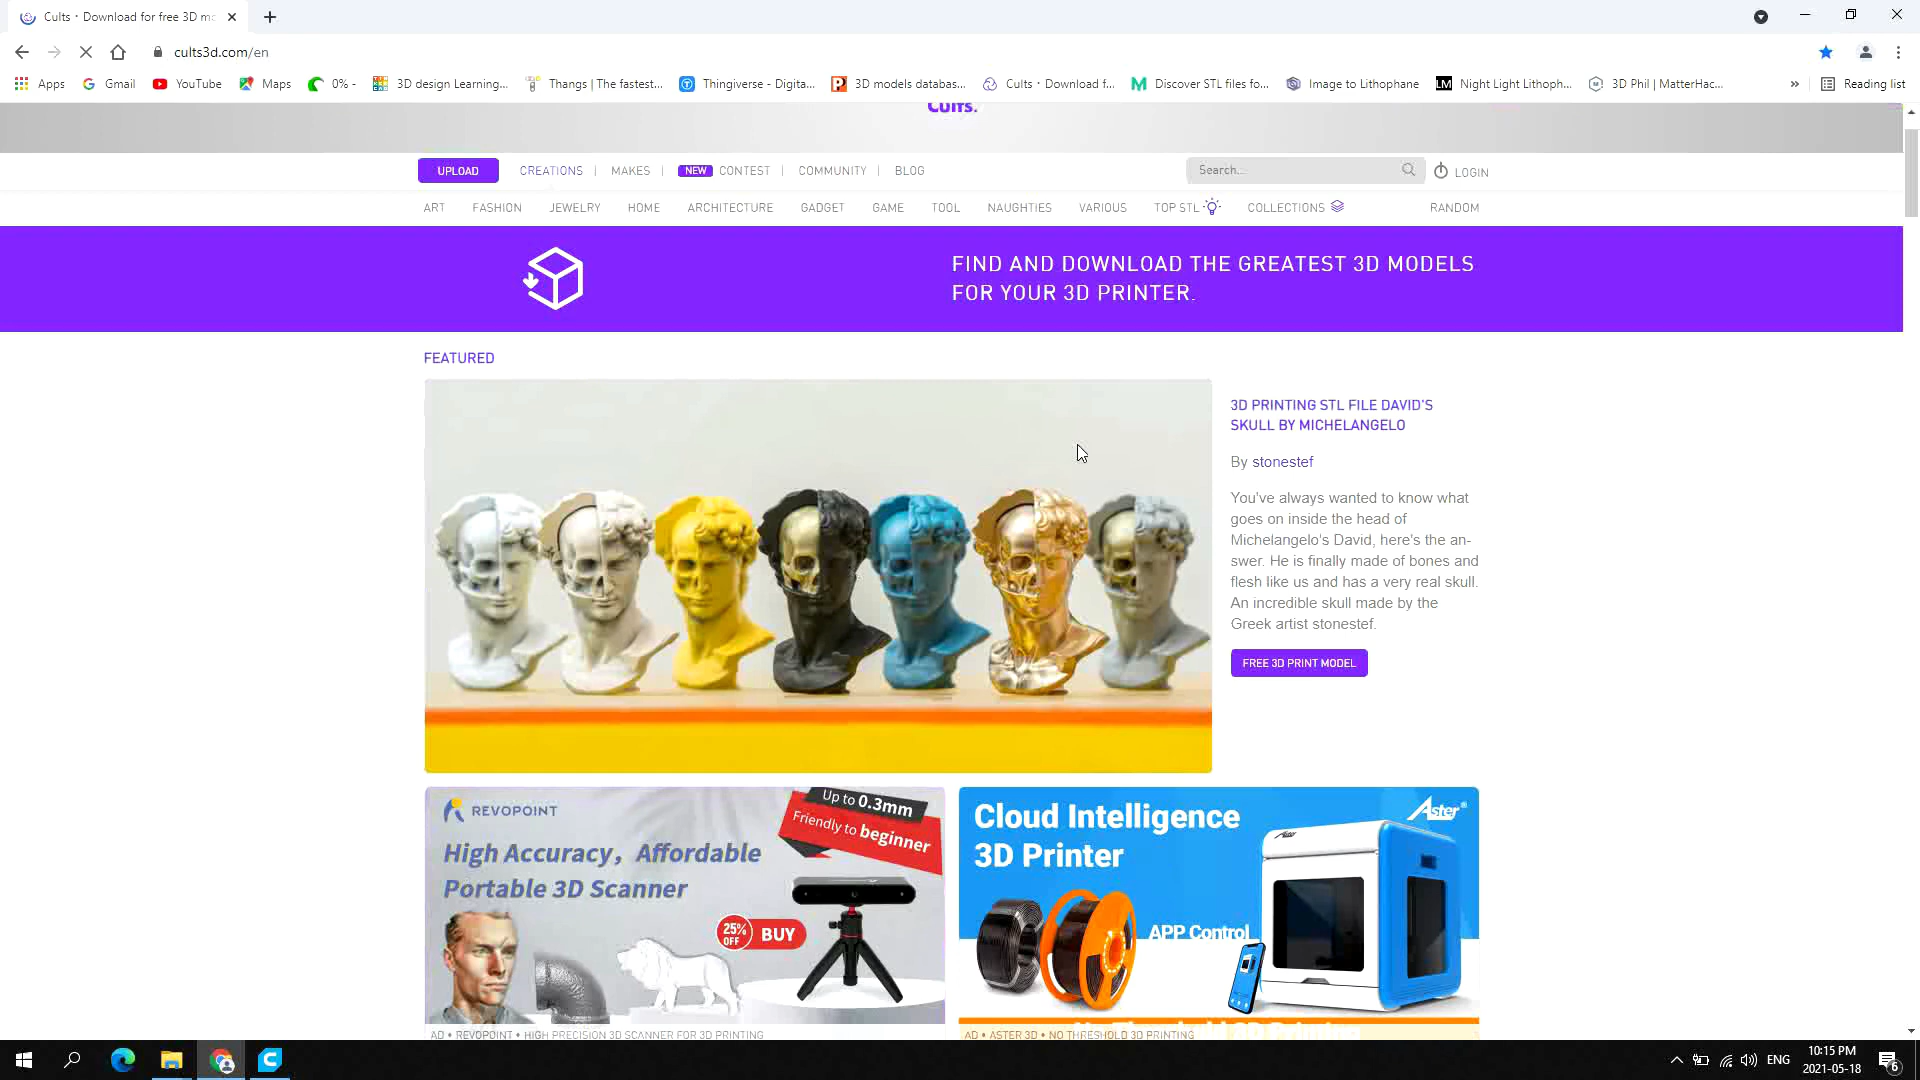 Cults・Download for free 3D mo
cults3d.com/en
Apps Gmail YouTube Maps 0% - 3D design Learning... Thangs | The fastest... Thingiverse - Digita... 3D models databas... Cults・Download f... Discover STL files fo... Image to Lithophane LM Night Light Lithoph... 3D Phil | MatterHac... » Reading list
Cults.
UPLOAD CREATIONS | MAKES | NEW CONTEST | COMMUNITY | BLOG Search... LOGIN
ART FASHION JEWELRY HOME ARCHITECTURE GADGET GAME TOOL NAUGHTIES VARIOUS TOP STL COLLECTIONS RANDOM
FIND AND DOWNLOAD THE GREATEST 3D MODELS
FOR YOUR 3D PRINTER.
FEATURED
3D PRINTING STL FILE DAVID'S
SKULL BY MICHELANGELO
By stonestef
You've always wanted to know what
goes on inside the head of
Michelangelo's David, here's the an-
swer. He is finally made of bones and
flesh like us and has a very real skull.
An incredible skull made by the
Greek artist stonestef.
FREE 3D PRINT MODEL
REVOPOINT
Up to 0.3mm
Friendly to beginner
High Accuracy, Affordable
Portable 3D Scanner
25%
OFF
BUY
AD • REVOPOINT • HIGH PRECISION 3D SCANNER FOR 3D PRINTING
Cloud Intelligence
3D Printer
Aster®
Aster
APP Control
AD • ASTER 3D • NO THRESHOLD 3D PRINTING
ENG
10:15 PM
2021-05-18
6